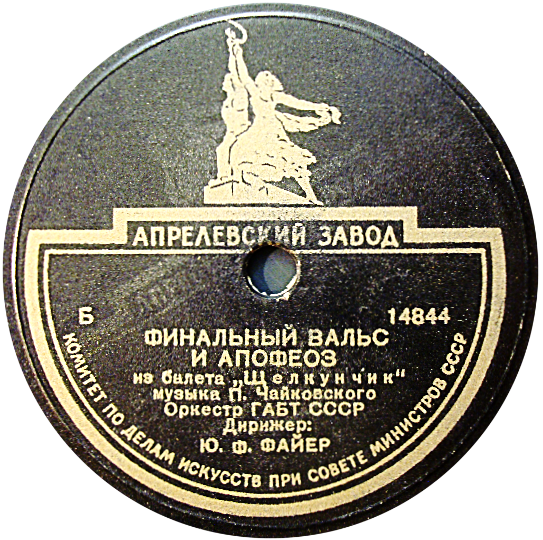 АПРЕЛЕВСКИЙ ЗАВОД
Б 14844
ФИНАЛЬНЫЙ ВАЛЬС
И АПОФЕОЗ
из балета „Щелкунчик"
музыка П. Чайковского
Оркестр ГАБТ СССР
Дирижер:
Ю. Ф. ФАЙЕР
КОМИТЕТ ПО ДЕЛАМ ИСКУССТВ ПРИ СОВЕТЕ МИНИСТРОВ СССР